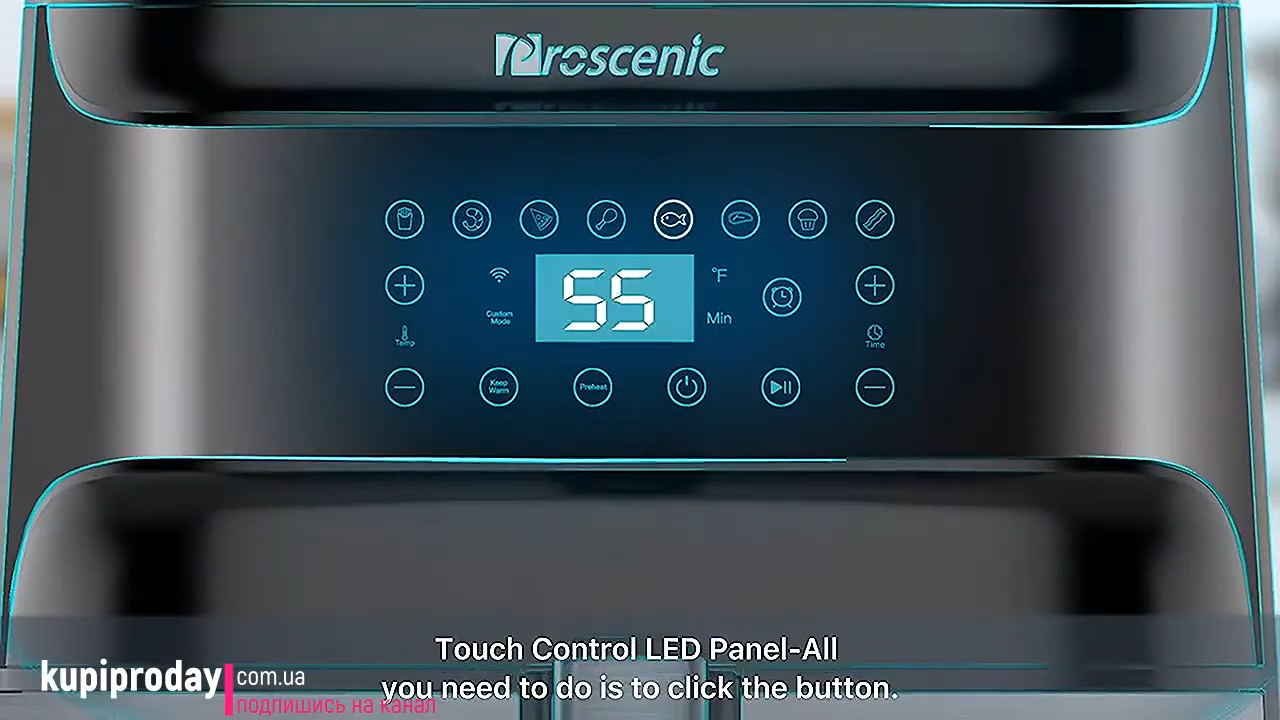 Proscenic
55
°F
Custom
Mode
Min
Temp
Time
Keep
Warm
Preheat
Touch Control LED Panel-All
you need to do is to click the button.
kupiproday
com.ua
подпишись на канал